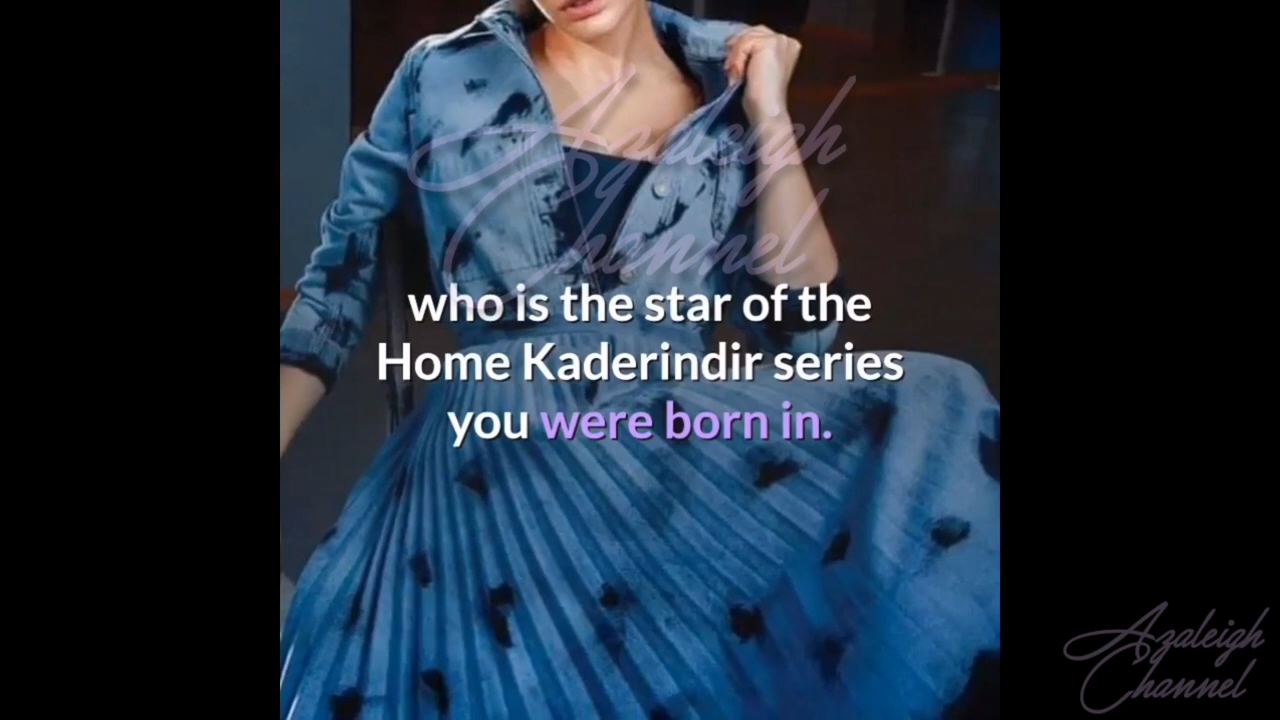 Azaleigh
Channel
who is the star of the
Home Kaderindir series
you were born in.
Azaleigh
Channel